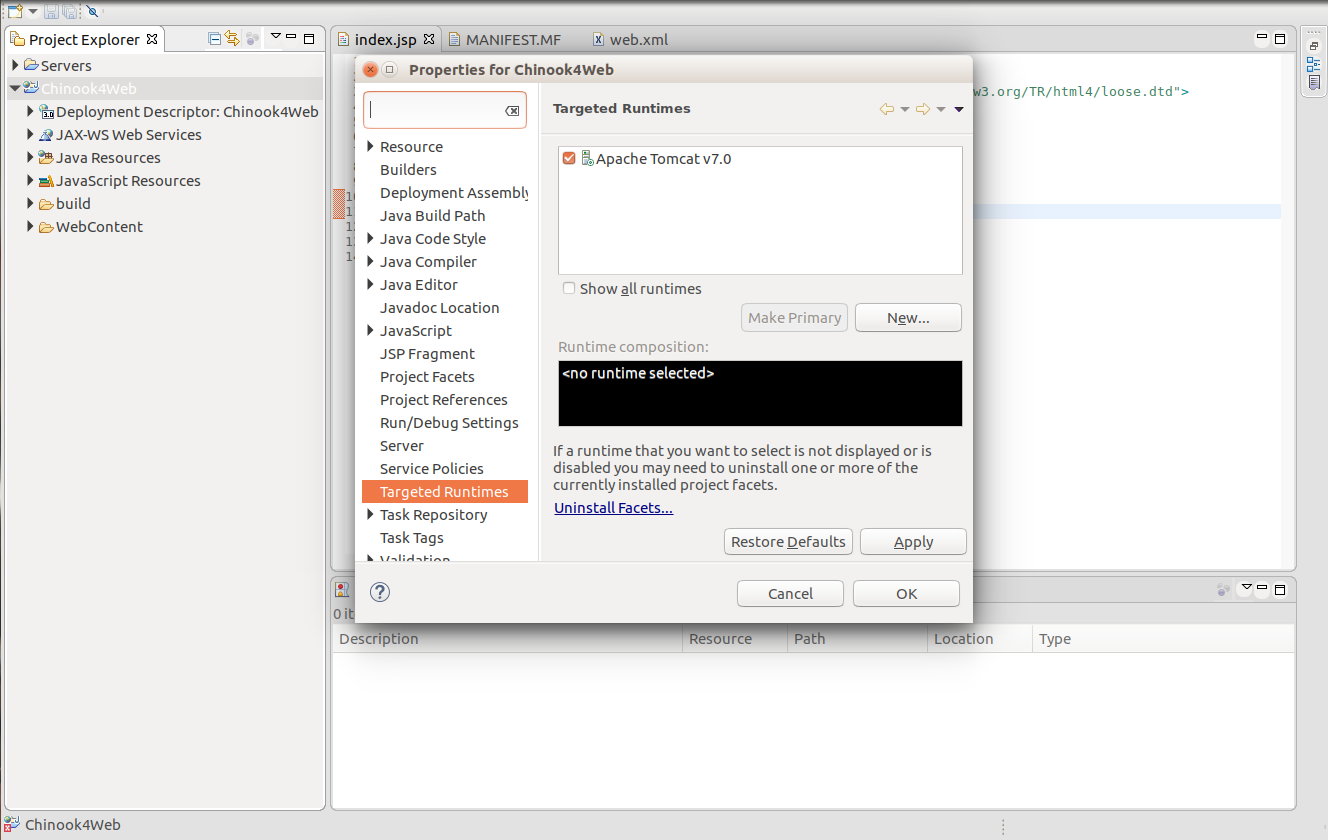 Project Explorer
index.jsp
MANIFEST.MF
web.xml
Servers
Chinook4Web
Deployment Descriptor: Chinook4Web
JAX-WS Web Services
Java Resources
JavaScript Resources
build
WebContent
w3.org/TR/html4/loose.dtd">
Properties for Chinook4Web
Resource
Builders
Deployment Assembly
Java Build Path
Java Code Style
Java Compiler
Java Editor
Javadoc Location
JavaScript
JSP Fragment
Project Facets
Project References
Run/Debug Settings
Server
Service Policies
Targeted Runtimes
Task Repository
Task Tags
Validation
Targeted Runtimes
Apache Tomcat v7.0
Show all runtimes
Make Primary
New...
Runtime composition:
<no runtime selected>
If a runtime that you want to select is not displayed or is
disabled you may need to uninstall one or more of the
currently installed project facets.
Uninstall Facets...
Restore Defaults
Apply
Cancel
OK
Description
Resource
Path
Location
Type
Chinook4Web